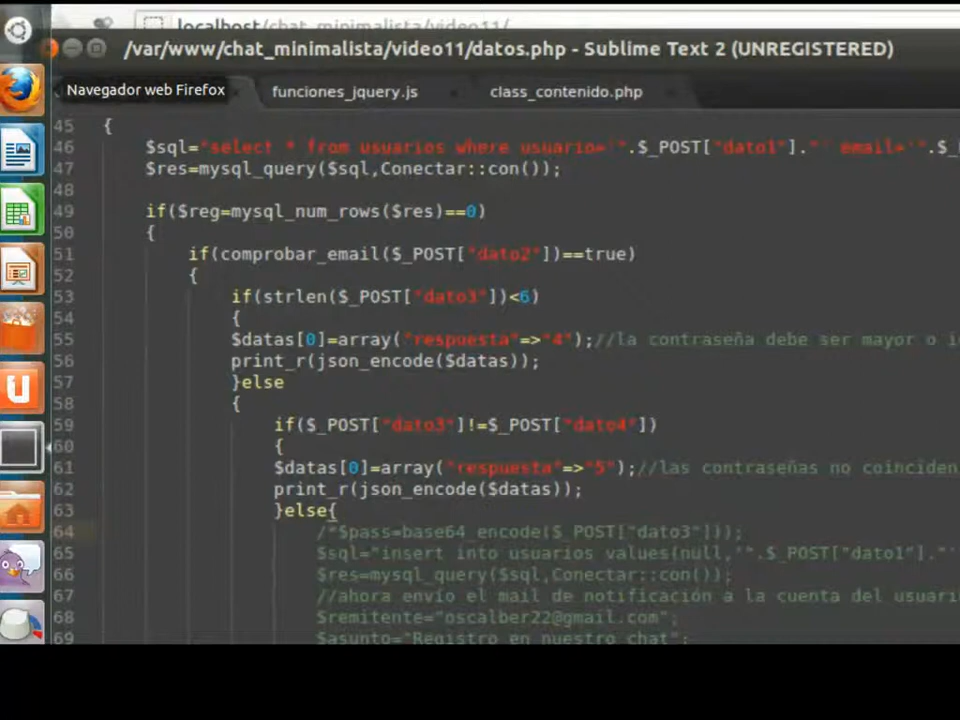 localhost/chat_minimalista/video11/
/var/www/chat_minimalista/video11/datos.php - Sublime Text 2 (UNREGISTERED)
Navegador web Firefox
funciones_jquery.js
class_contenido.php
45 {
46 $sql="select * from usuarios where usuario='".$_POST["dato1"]."' email='".$_
47 $res=mysql_query($sql,Conectar::con());
48
49 if($reg=mysql_num_rows($res)==0)
50 {
51 if(comprobar_email($_POST["dato2"])==true)
52 {
53 if(strlen($_POST["dato3"])<6)
54 {
55 $datas[0]=array("respuesta"=>"4");//la contraseña debe ser mayor o
56 print_r(json_encode($datas));
57 }else
58 {
59 if($_POST["dato3"]!=$_POST["dato4"])
60 {
61 $datas[0]=array("respuesta"=>"5");//las contraseñas no coinciden
62 print_r(json_encode($datas));
63 }else{
64 /*$pass=base64_encode($_POST["dato3"]));
65 $sql="insert into usuarios values(null,'".$_POST["dato1"]."'
66 $res=mysql_query($sql,Conectar::con());
67 //ahora envío el mail de notificación a la cuenta del usuari
68 $remitente="oscalber22@gmail.com";
69 $asunto="Registro en nuestro chat";